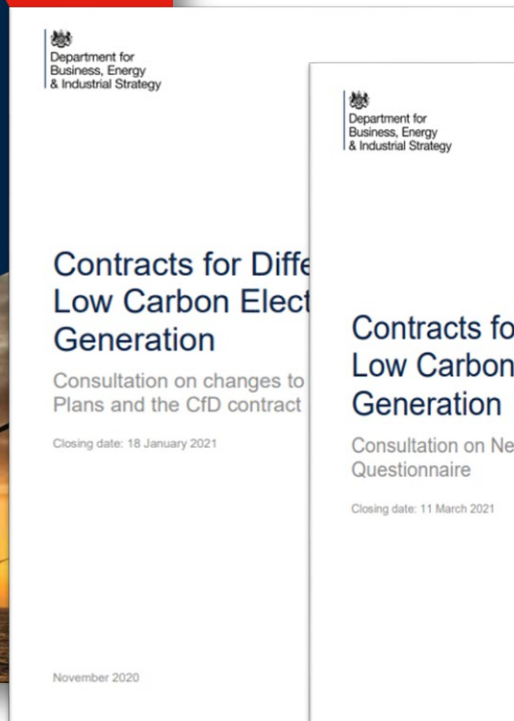 Department for
Business, Energy
& Industrial Strategy
Contracts for Diffe
Low Carbon Elect
Generation
Consultation on changes to
Plans and the CfD contract
Closing date: 18 January 2021
November 2020
Department for
Business, Energy
& Industrial Strategy
Contracts fo
Low Carbon
Generation
Consultation on Ne
Questionnaire
Closing date: 11 March 2021